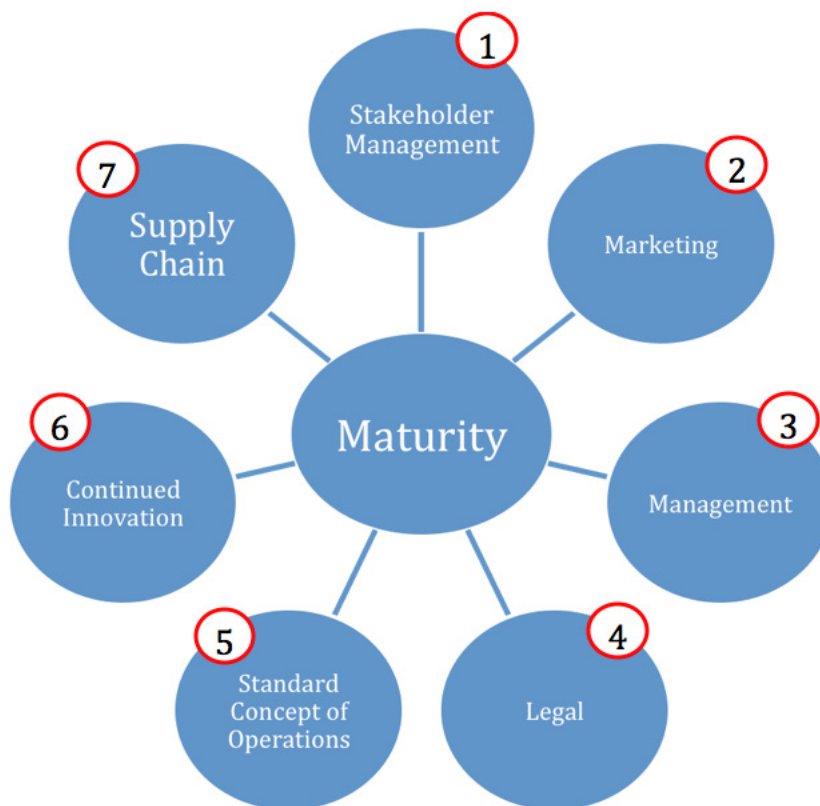 1
Stakeholder
Management
2
Marketing
3
Management
4
Legal
5
Standard
Concept of
Operations
6
Continued
Innovation
7
Supply
Chain
Maturity